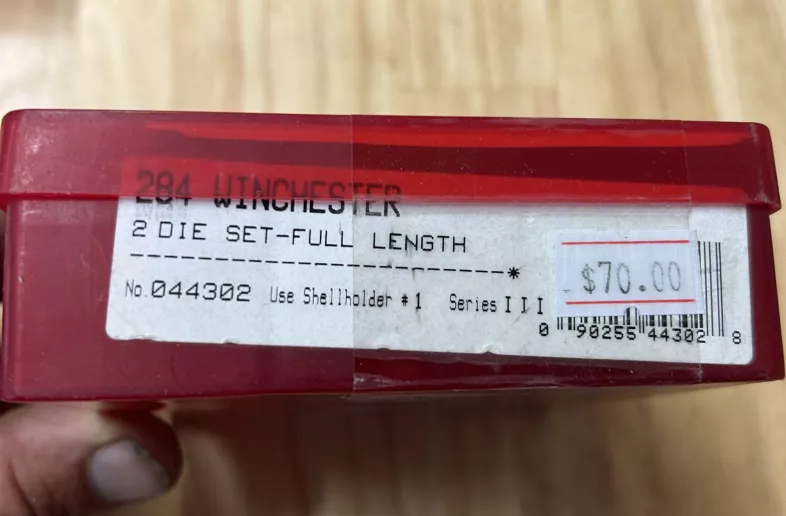 284 WINCHESTER
2 DIE SET-FULL LENGTH
-----------------------------*
No. 044302 Use Shellholder #1 Series III
$70.00
0 90255 44302 8